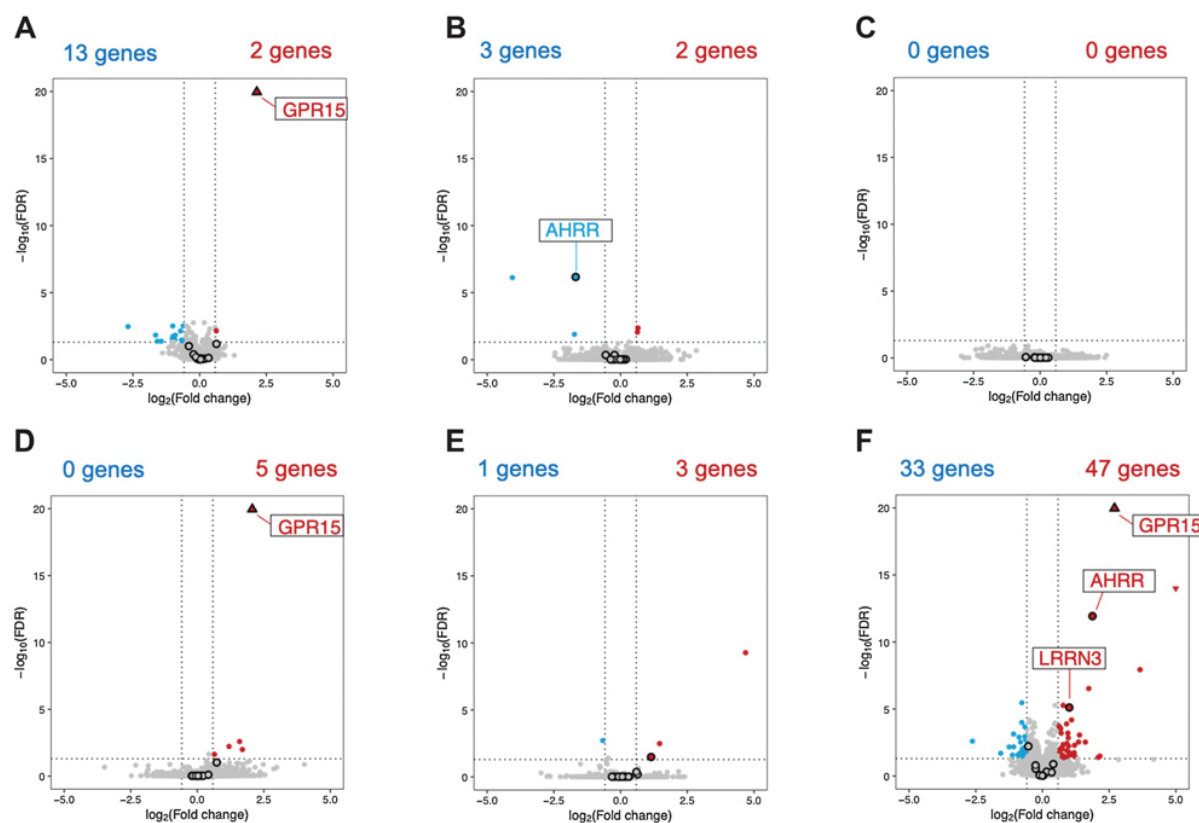 A
13 genes 2 genes
20
GPR15
15
−log10(FDR)
10
5
0
−5.0 −2.5 0.0 2.5 5.0
log2(Fold change)
B
3 genes 2 genes
20
15
−log10(FDR)
10
AHRR
5
0
−5.0 −2.5 0.0 2.5 5.0
log2(Fold change)
C
0 genes 0 genes
20
15
−log10(FDR)
10
5
0
−5.0 −2.5 0.0 2.5 5.0
log2(Fold change)
D
0 genes 5 genes
20
GPR15
15
−log10(FDR)
10
5
0
−5.0 −2.5 0.0 2.5 5.0
log2(Fold change)
E
1 genes 3 genes
20
15
−log10(FDR)
10
5
0
−5.0 −2.5 0.0 2.5 5.0
log2(Fold change)
F
33 genes 47 genes
20
GPR15
15
AHRR
−log10(FDR)
10
LRRN3
5
0
−5.0 −2.5 0.0 2.5 5.0
log2(Fold change)